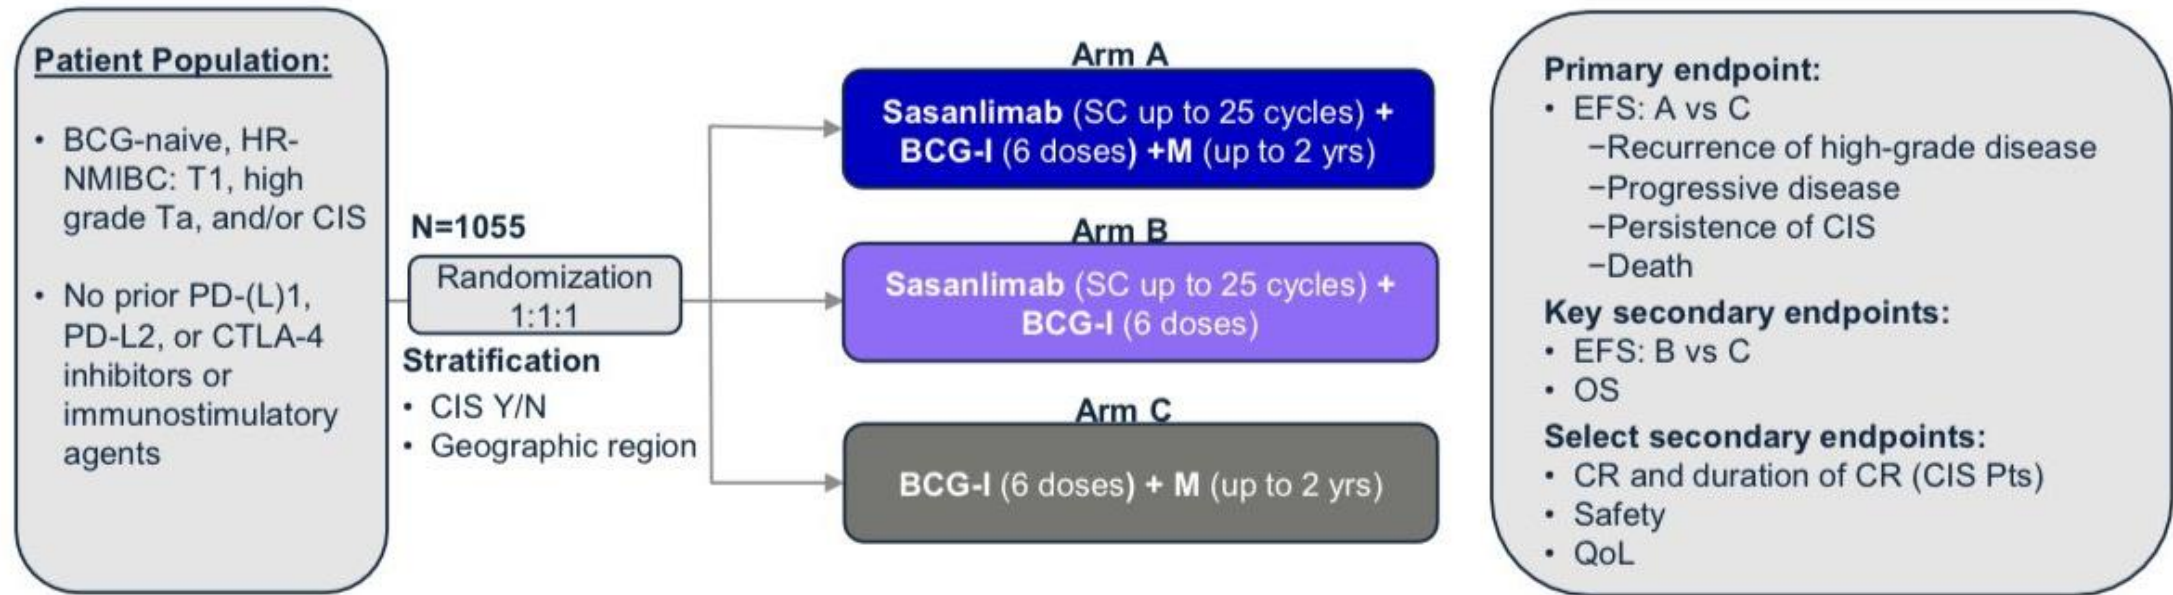 Patient Population:
• BCG-naive, HR-
NMIBC: T1, high
grade Ta, and/or CIS
• No prior PD-(L)1,
PD-L2, or CTLA-4
inhibitors or
immunostimulatory
agents
N=1055
Randomization
1:1:1
Stratification
• CIS Y/N
• Geographic region
Arm A
Sasanlimab (SC up to 25 cycles) +
BCG-I (6 doses) +M (up to 2 yrs)
Arm B
Sasanlimab (SC up to 25 cycles) +
BCG-I (6 doses)
Arm C
BCG-I (6 doses) + M (up to 2 yrs)
Primary endpoint:
• EFS: A vs C
−Recurrence of high-grade disease
−Progressive disease
−Persistence of CIS
−Death
Key secondary endpoints:
• EFS: B vs C
• OS
Select secondary endpoints:
• CR and duration of CR (CIS Pts)
• Safety
• QoL